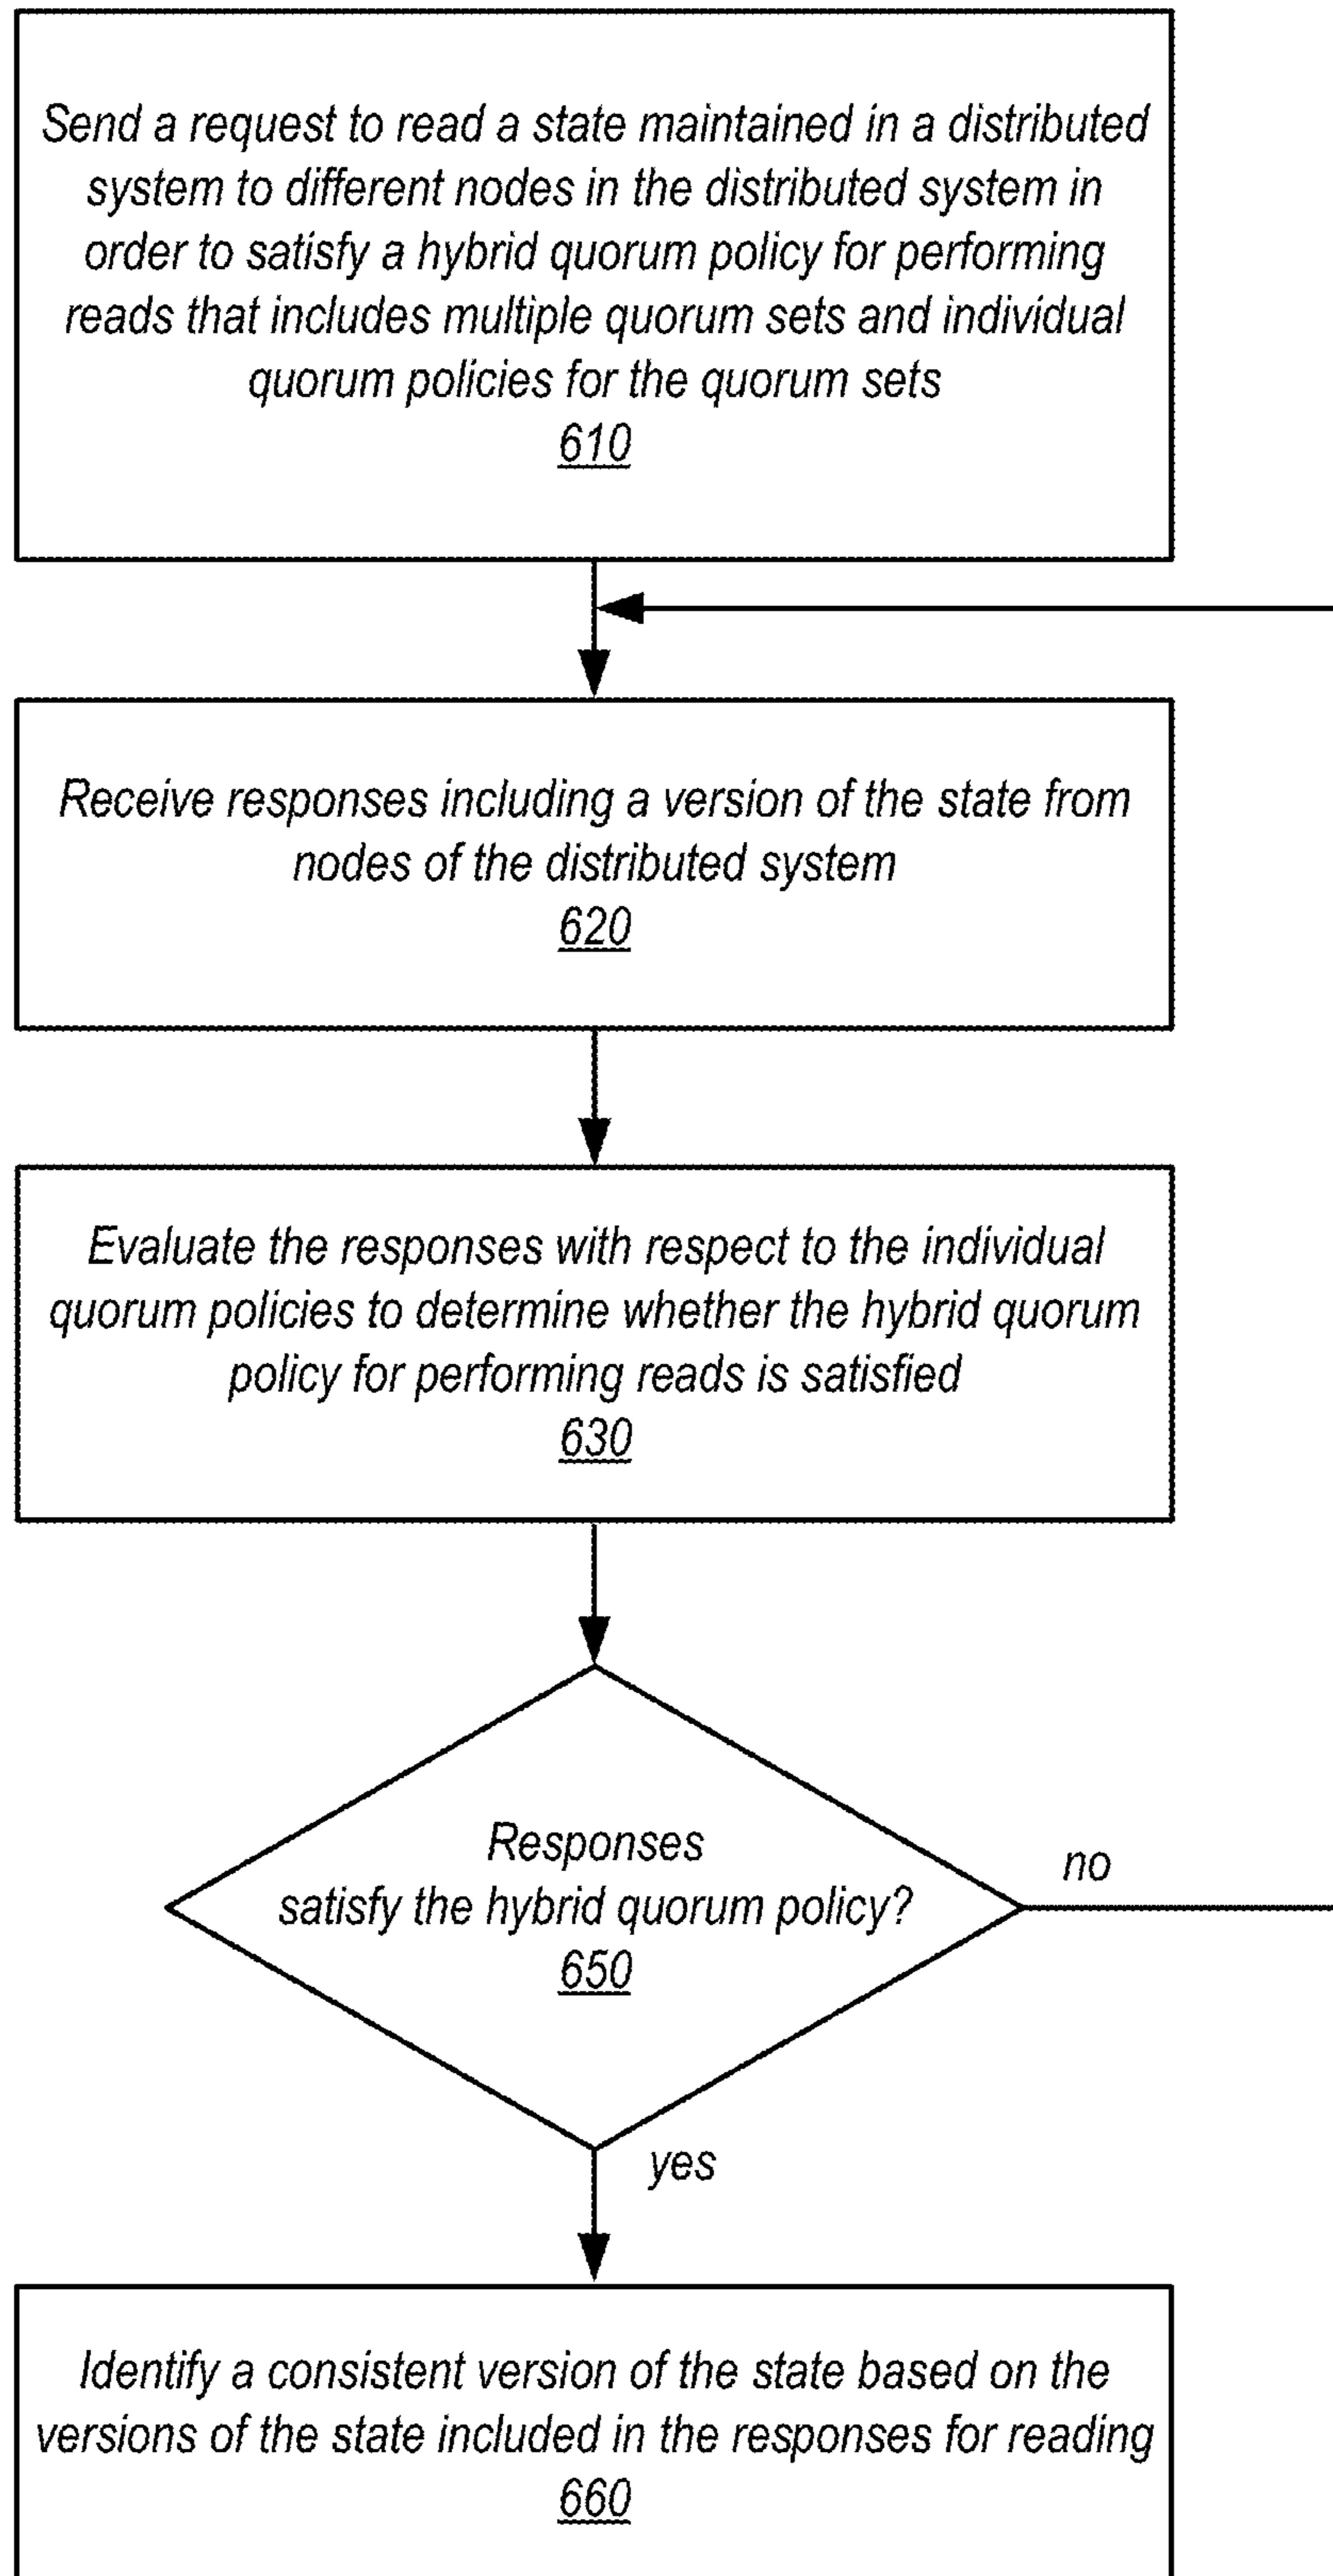 Send a request to read a state maintained in a distributed
system to different nodes in the distributed system in
order to satisfy a hybrid quorum policy for performing
reads that includes multiple quorum sets and individual
quorum policies for the quorum sets
610
Receive responses including a version of the state from
nodes of the distributed system
620
Evaluate the responses with respect to the individual
quorum policies to determine whether the hybrid quorum
policy for performing reads is satisfied
630
Responses
satisfy the hybrid quorum policy?
650
no
yes
Identify a consistent version of the state based on the
versions of the state included in the responses for reading
660